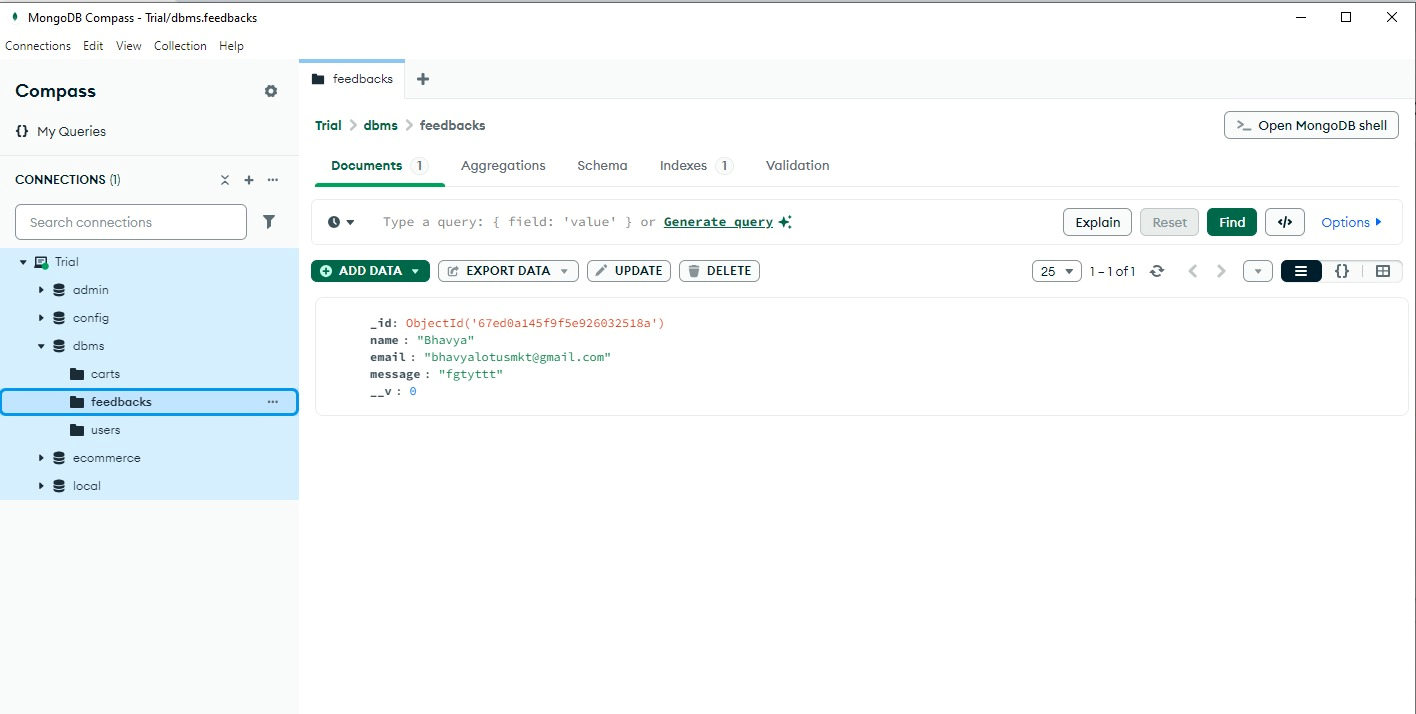 MongoDB Compass - Trial/dbms.feedbacks
Connections Edit View Collection Help
Compass
{} My Queries
CONNECTIONS (1)
Search connections
Trial
admin
config
dbms
carts
feedbacks
users
ecommerce
local
feedbacks
Trial > dbms > feedbacks
>_ Open MongoDB shell
Documents 1 Aggregations Schema Indexes 1 Validation
Type a query: { field: 'value' } or Generate query
Explain Reset Find </> Options
ADD DATA EXPORT DATA UPDATE DELETE
25 1 – 1 of 1 {}
_id: ObjectId('67ed0a145f9f5e926032518a')
name : "Bhavya"
email : "bhavyalotusmkt@gmail.com"
message : "fgtyttt"
__v : 0